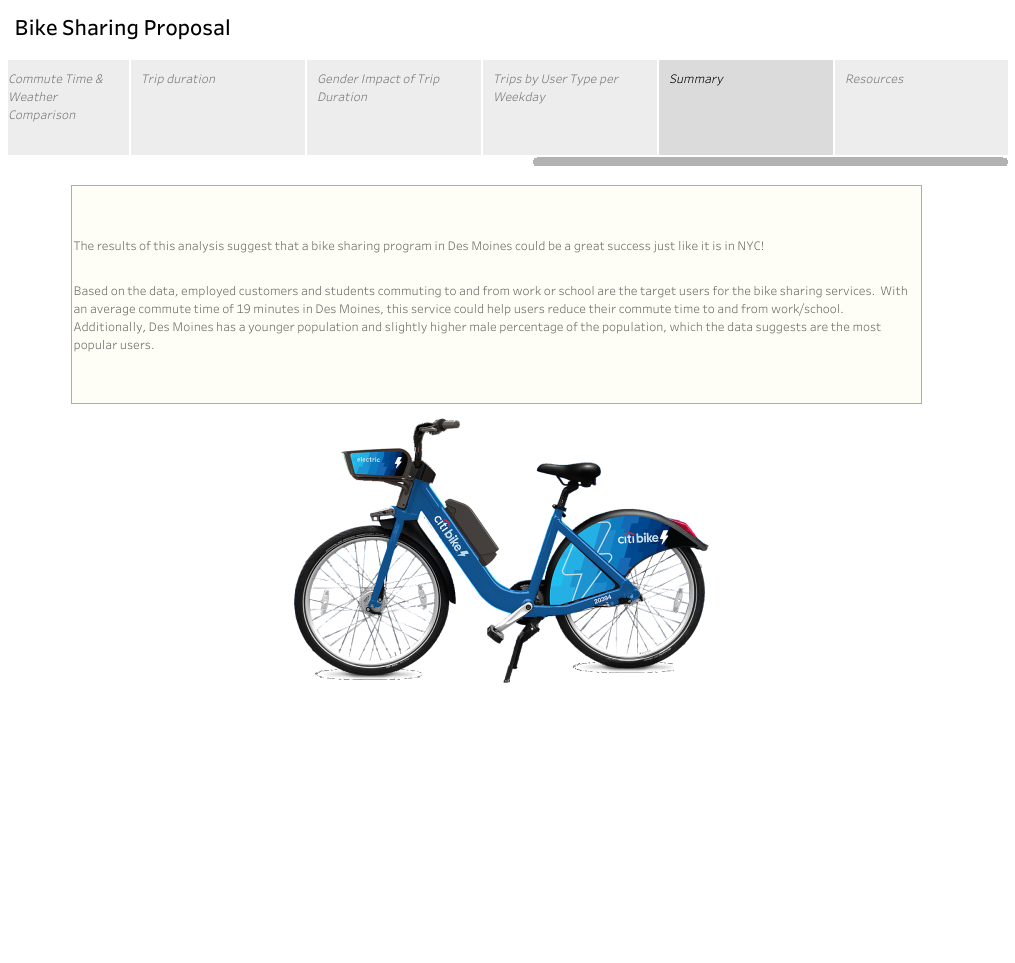 Bike Sharing Proposal
Commute Time &
Weather
Comparison
Trip duration
Gender Impact of Trip
Duration
Trips by User Type per
Weekday
Summary
Resources
The results of this analysis suggest that a bike sharing program in Des Moines could be a great success just like it is in NYC!
Based on the data, employed customers and students commuting to and from work or school are the target users for the bike sharing services.  With
an average commute time of 19 minutes in Des Moines, this service could help users reduce their commute time to and from work/school.
Additionally, Des Moines has a younger population and slightly higher male percentage of the population, which the data suggests are the most
popular users.
electric
citi bike
citi bike
20394